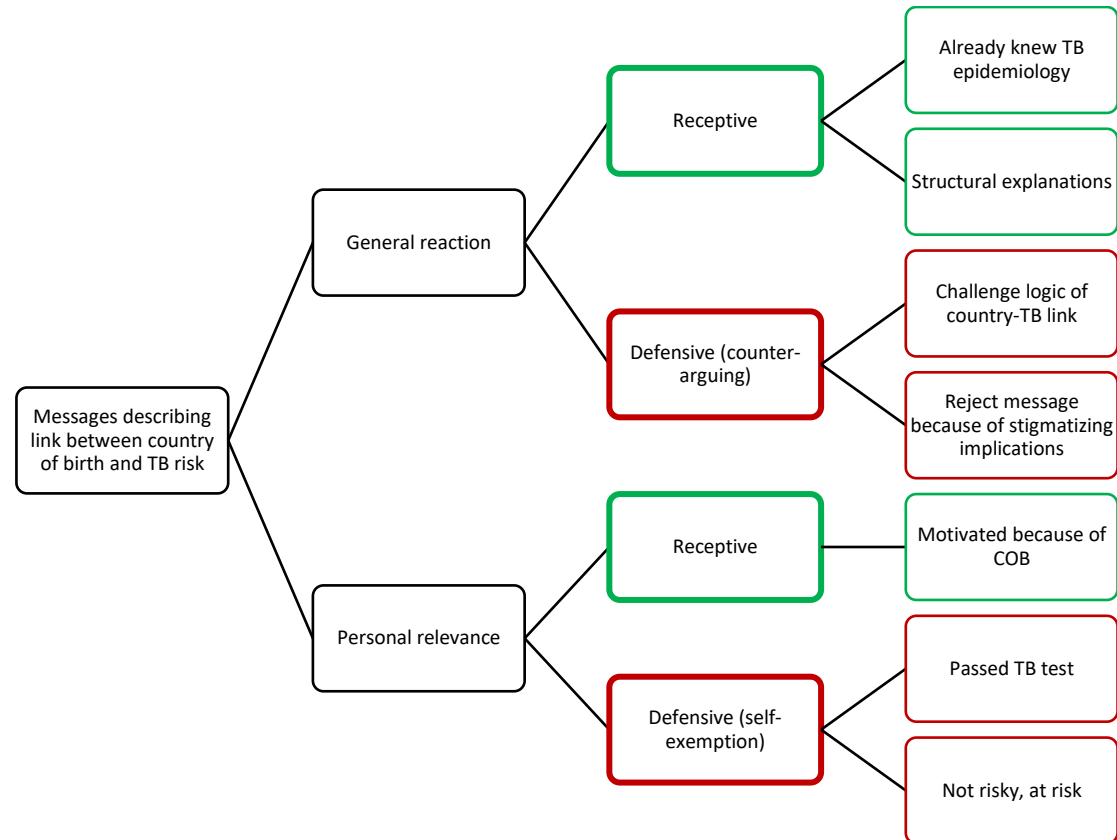 Already knew TB
epidemiology
Receptive
Structural explanations
General reaction
Challenge logic of
country-TB link
Defensive (counter-
arguing)
Reject message
because of stigmatizing
implications
Messages describing
link between country
of birth and TB risk
Receptive
Motivated because of
COB
Personal relevance
Passed TB test
Defensive (self-
exemption)
Not risky, at risk